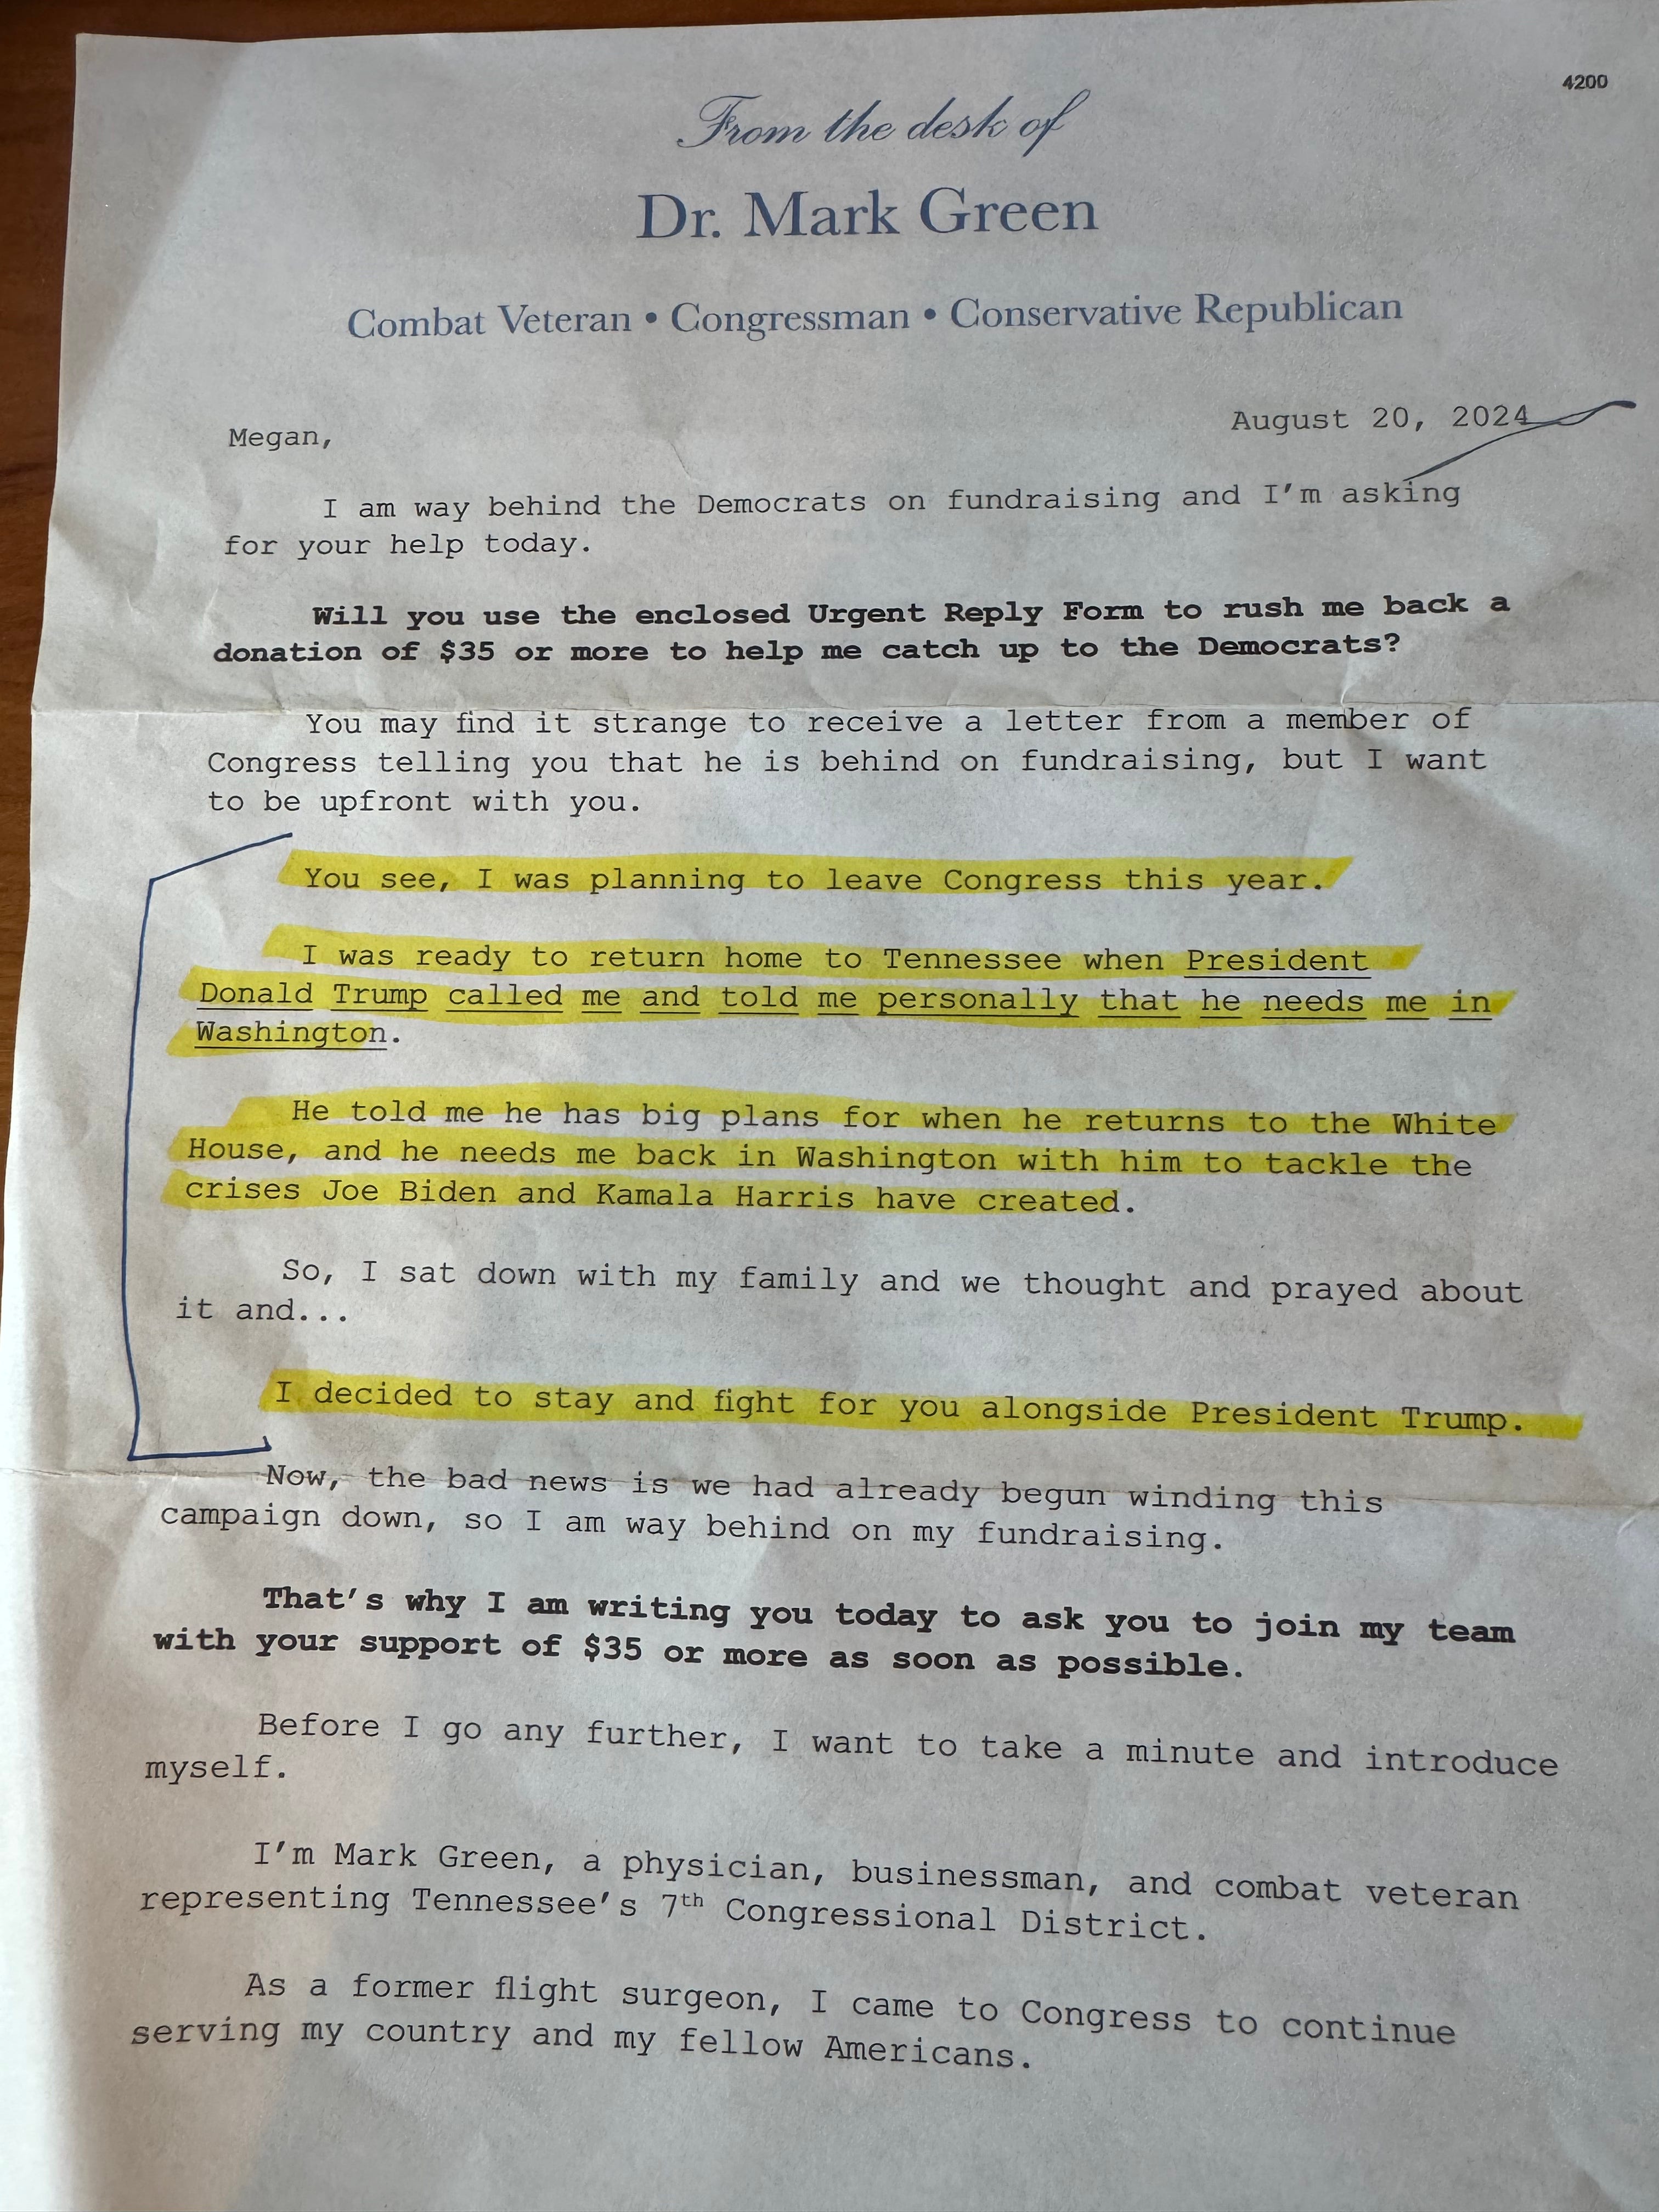 4200
From the desk of
Dr. Mark Green
Combat Veteran • Congressman • Conservative Republican
August 20, 2024
Megan,
I am way behind the Democrats on fundraising and I'm asking
for your help today.
Will you use the enclosed Urgent Reply Form to rush me back a
donation of $35 or more to help me catch up to the Democrats?
You may find it strange to receive a letter from a member of
Congress telling you that he is behind on fundraising, but I want
to be upfront with you.
You see, I was planning to leave Congress this year.
I was ready to return home to Tennessee when President
Donald Trump called me and told me personally that he needs me in
Washington.
He told me he has big plans for when he returns to the White
House, and he needs me back in Washington with him to tackle the
crises Joe Biden and Kamala Harris have created.
So, I sat down with my family and we thought and prayed about
it and...
I decided to stay and fight for you alongside President Trump.
Now, the bad news is we had already begun winding this
campaign down, so I am way behind on my fundraising.
That's why I am writing you today to ask you to join my team
with your support of $35 or more as soon as possible.
Before I go any further, I want to take a minute and introduce
myself.
I'm Mark Green, a physician, businessman, and combat veteran
representing Tennessee's 7th Congressional District.
As a former flight surgeon, I came to Congress to continue
serving my country and my fellow Americans.